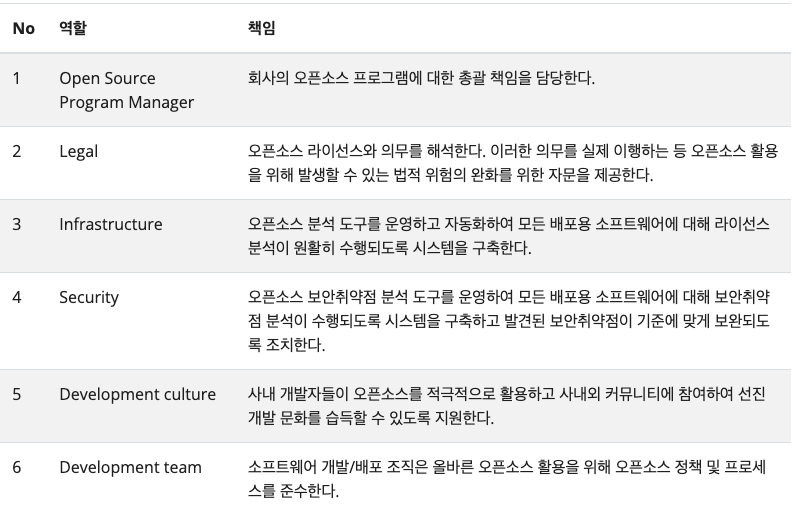 No 역할 책임
1 Open Source 회사의 오픈소스 프로그램에 대한 총괄 책임을 담당한다.
Program Manager
2 Legal 오픈소스 라이선스와 의무를 해석한다. 이러한 의무를 실제 이행하는 등 오픈소스 활용
을 위해 발생할 수 있는 법적 위험의 완화를 위한 자문을 제공한다.
3 Infrastructure 오픈소스 분석 도구를 운영하고 자동화하여 모든 배포용 소프트웨어에 대해 라이선스
분석이 원활히 수행되도록 시스템을 구축한다.
4 Security 오픈소스 보안취약점 분석 도구를 운영하여 모든 배포용 소프트웨어에 대해 보안취약
점 분석이 수행되도록 시스템을 구축하고 발견된 보안취약점이 기준에 맞게 보완되도
록 조치한다.
5 Development culture 사내 개발자들이 오픈소스를 적극적으로 활용하고 사내외 커뮤니티에 참여하여 선진
개발 문화를 습득할 수 있도록 지원한다.
6 Development team 소프트웨어 개발/배포 조직은 올바른 오픈소스 활용을 위해 오픈소스 정책 및 프로세
스를 준수한다.